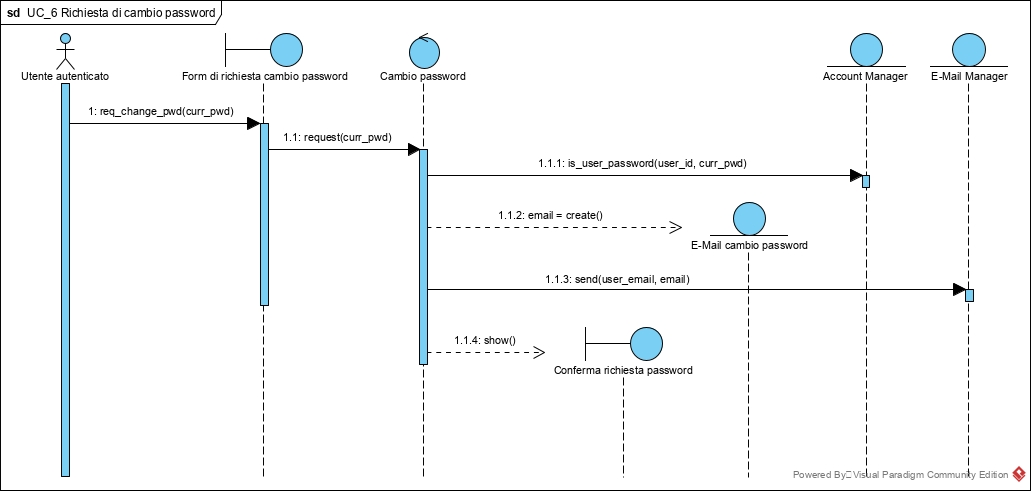 sd UC_6 Richiesta di cambio password
Utente autenticato
Form di richiesta cambio password
Cambio password
Account Manager
E-Mail Manager
1: req_change_pwd(curr_pwd)
1.1: request(curr_pwd)
1.1.1: is_user_password(user_id, curr_pwd)
1.1.2: email = create()
E-Mail cambio password
1.1.3: send(user_email, email)
1.1.4: show()
Conferma richiesta password
Powered By Visual Paradigm Community Edition